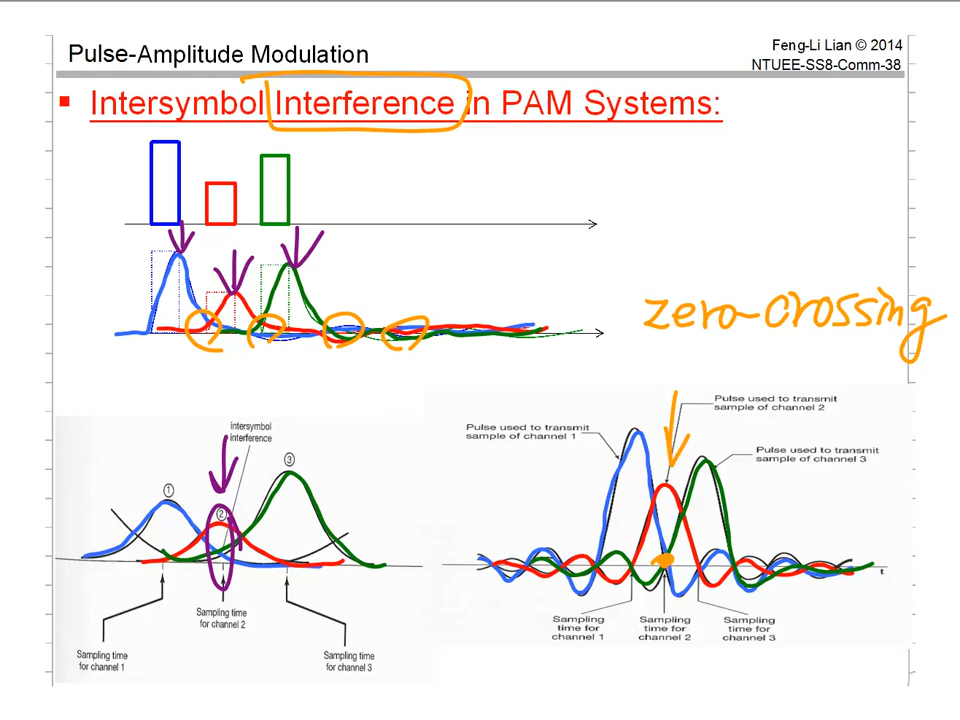 Pulse-Amplitude Modulation
Feng-Li Lian © 2014
NTUEE-SS8-Comm-38
Intersymbol Interference in PAM Systems:
zero-crossing
intersymbol
interference
1
2
3
Sampling time
for channel 1
Sampling time
for channel 2
Sampling time
for channel 3
Pulse used to transmit
sample of channel 1
Pulse used to transmit
sample of channel 2
Pulse used to transmit
sample of channel 3
t
Sampling
time for
channel 1
Sampling
time for
channel 2
Sampling
time for
channel 3